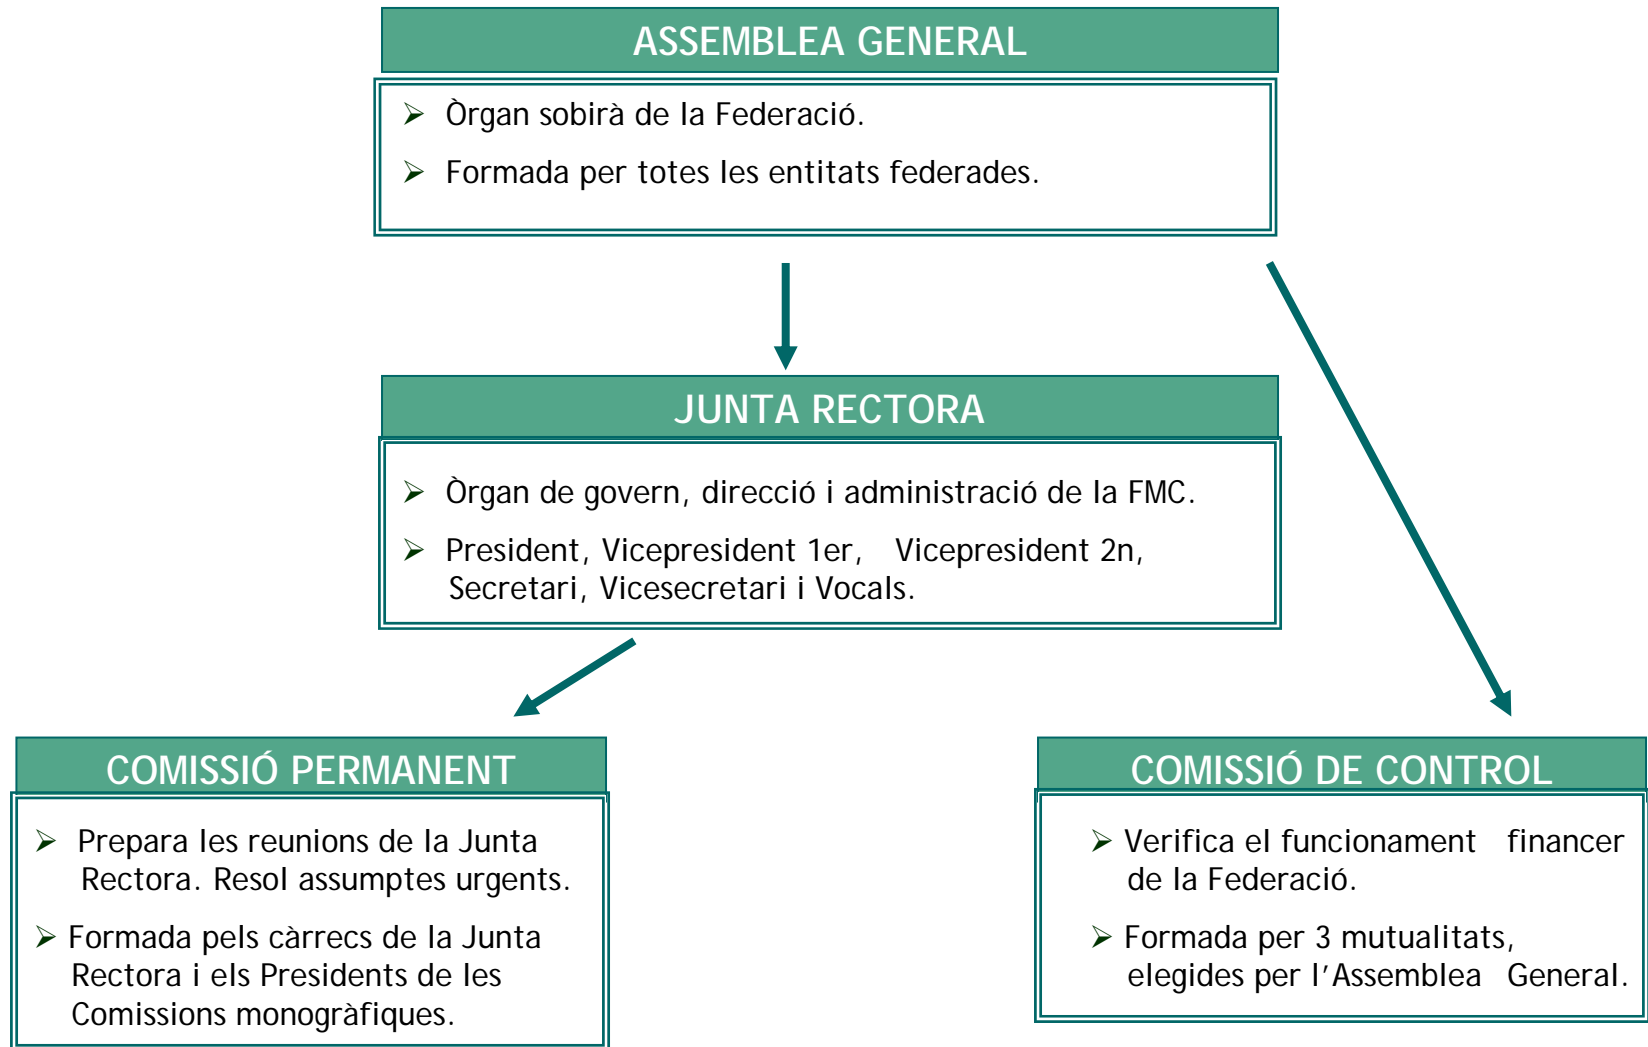 ASSEMBLEA GENERAL
Òrgan sobirà de la Federació.
Formada per totes les entitats federades.
JUNTA RECTORA
Òrgan de govern, direcció i administració de la FMC.
President, Vicepresident 1er, Vicepresident 2n,
Secretari, Vicesecretari i Vocals.
COMISSIÓ PERMANENT
Prepara les reunions de la Junta
Rectora. Resol assumptes urgents.
Formada pels càrrecs de la Junta
Rectora i els Presidents de les
Comissions monogràfiques.
COMISSIÓ DE CONTROL
Verifica el funcionament financer
de la Federació.
Formada per 3 mutualitats,
elegides per l’Assemblea General.